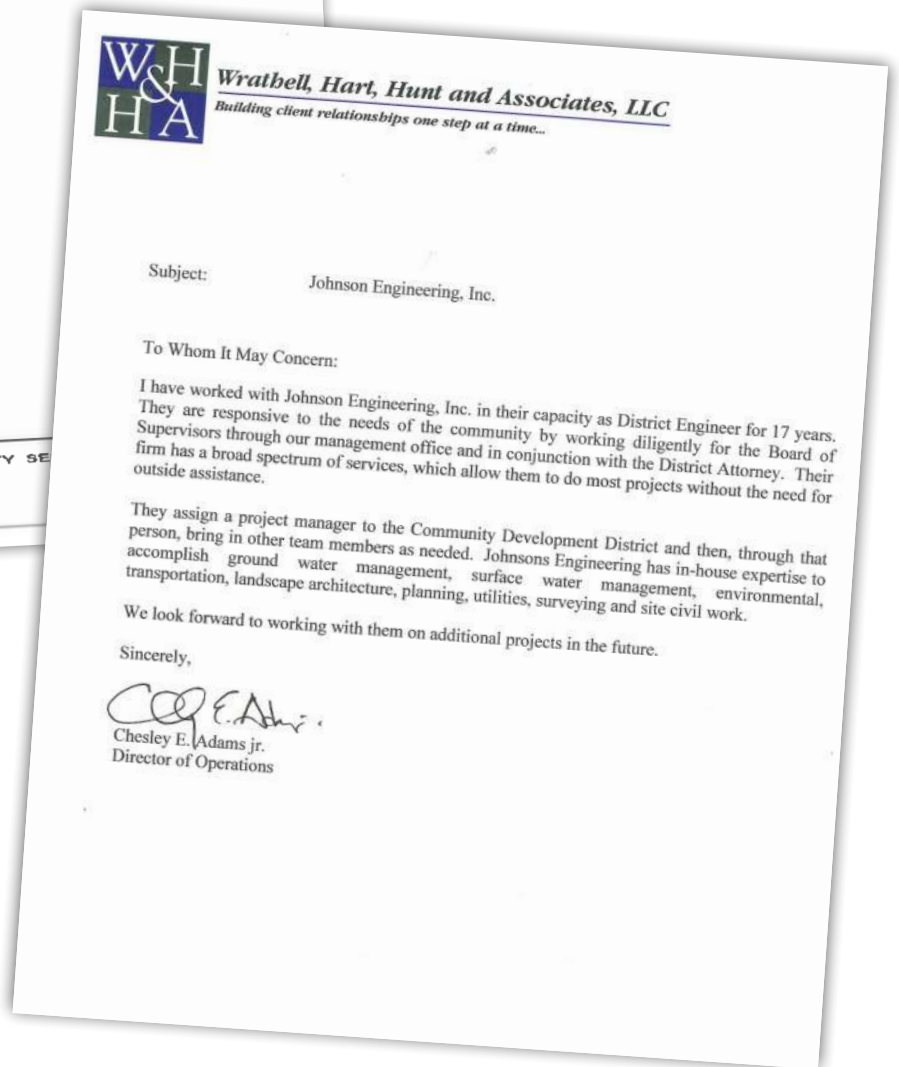 W&H
HA
Wrathell, Hart, Hunt and Associates, LLC
Building client relationships one step at a time...
Subject: Johnson Engineering, Inc.
To Whom It May Concern:
I have worked with Johnson Engineering, Inc. in their capacity as District Engineer for 17 years.
They are responsive to the needs of the community by working diligently for the Board of
Supervisors through our management office and in conjunction with the District Attorney. Their
firm has a broad spectrum of services, which allow them to do most projects without the need for
outside assistance.
They assign a project manager to the Community Development District and then, through that
person, bring in other team members as needed. Johnsons Engineering has in-house expertise to
accomplish ground water management, surface water management, environmental,
transportation, landscape architecture, planning, utilities, surveying and site civil work.
We look forward to working with them on additional projects in the future.
Sincerely,
Chesley E. Adams jr.
Director of Operations
Y SE